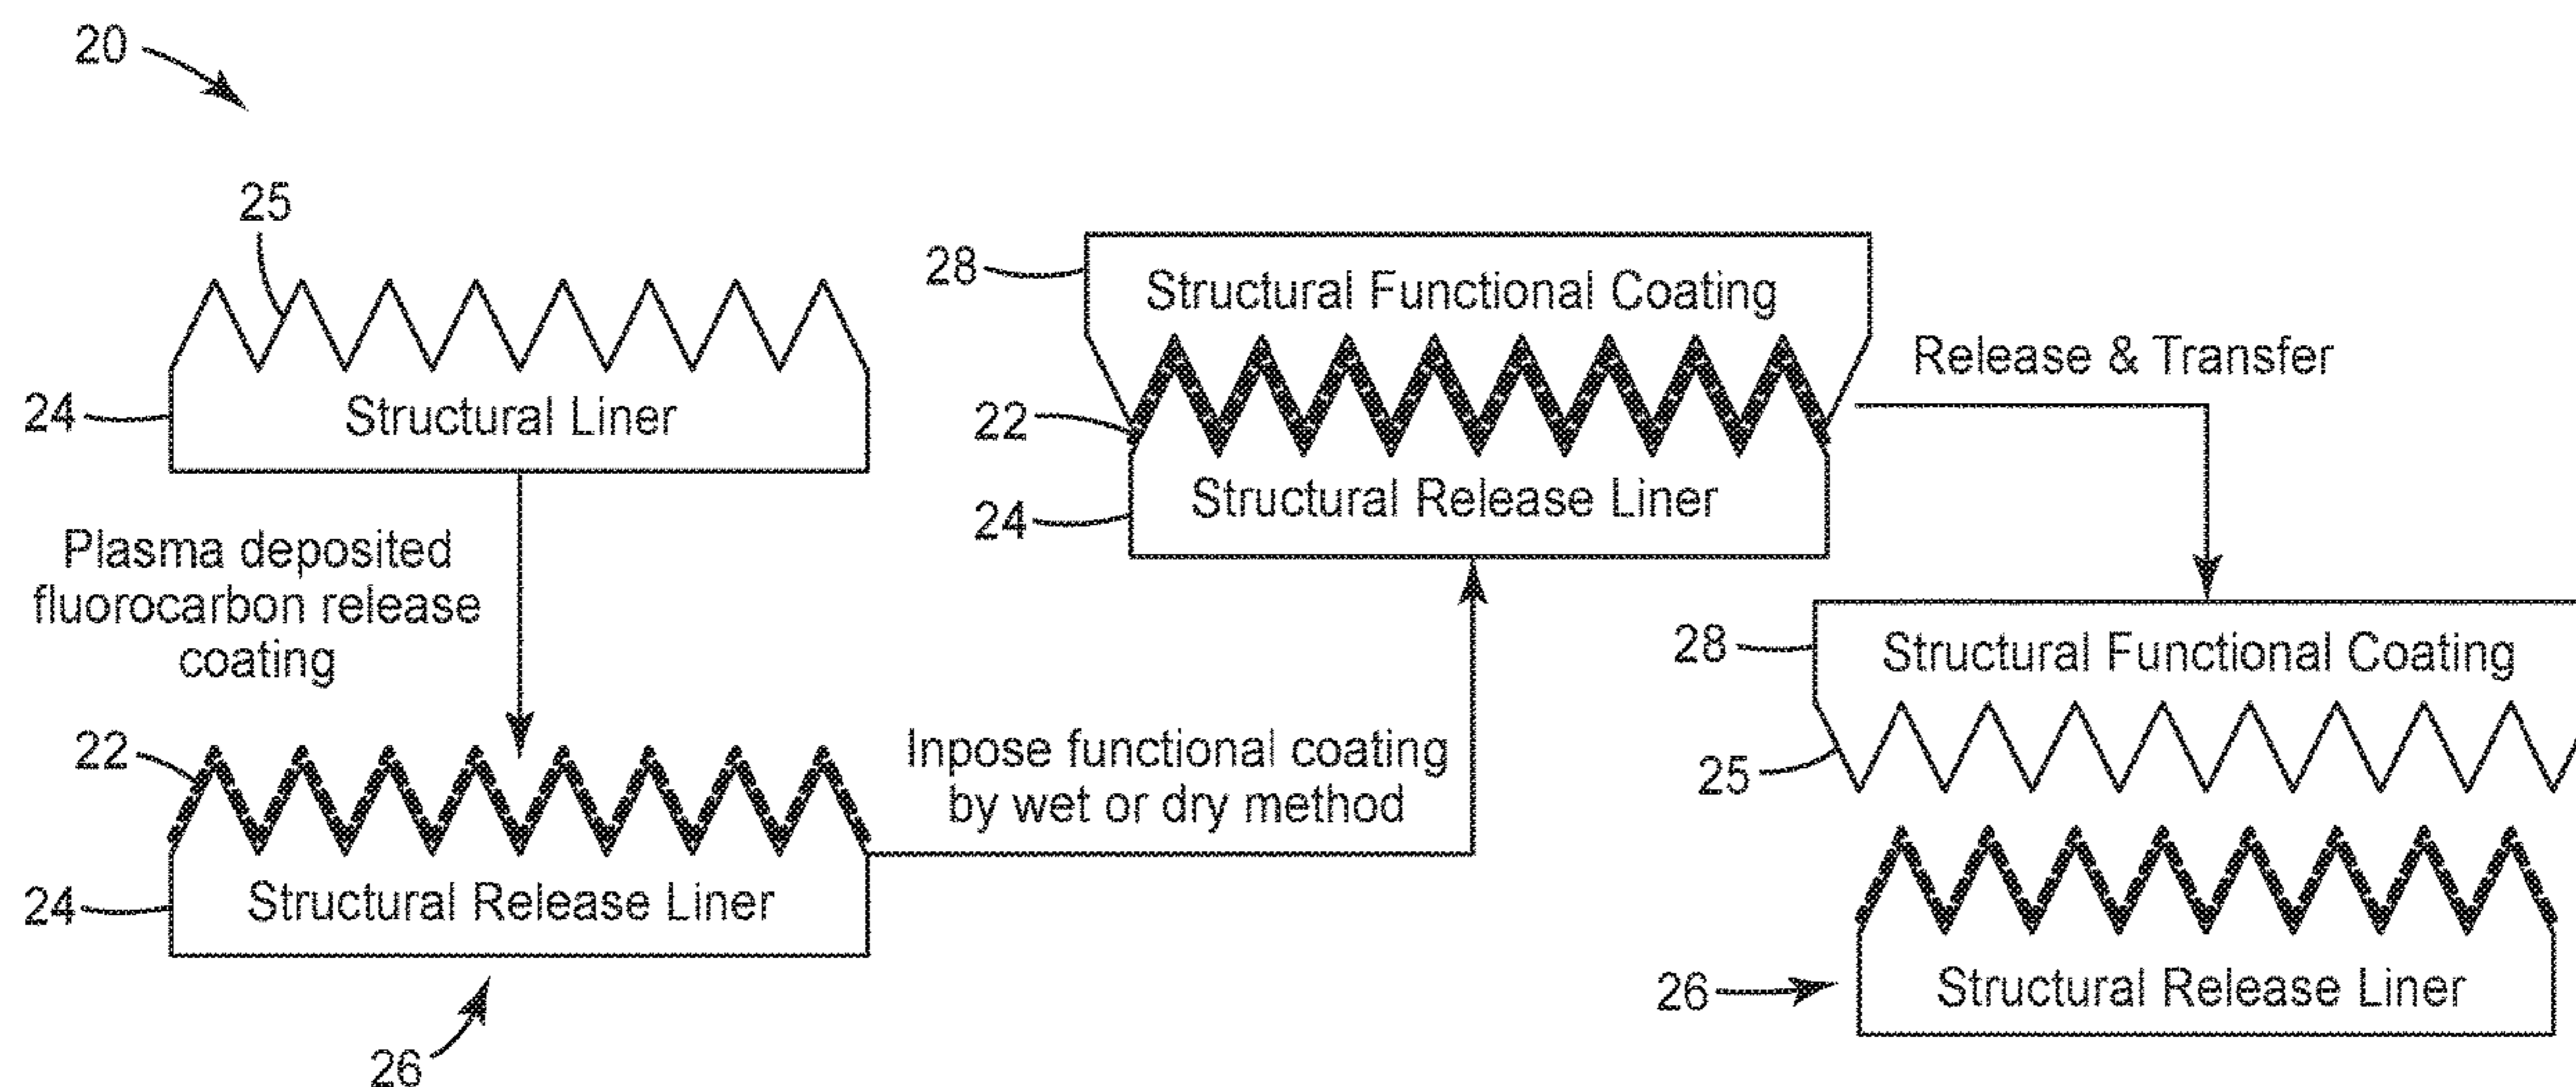 20
25
24
Structural Liner
Plasma deposited
fluorocarbon release
coating
22
24
Structural Release Liner
26
Inpose functional coating
by wet or dry method
28
Structural Functional Coating
22
24
Structural Release Liner
Release & Transfer
28
Structural Functional Coating
25
26
Structural Release Liner